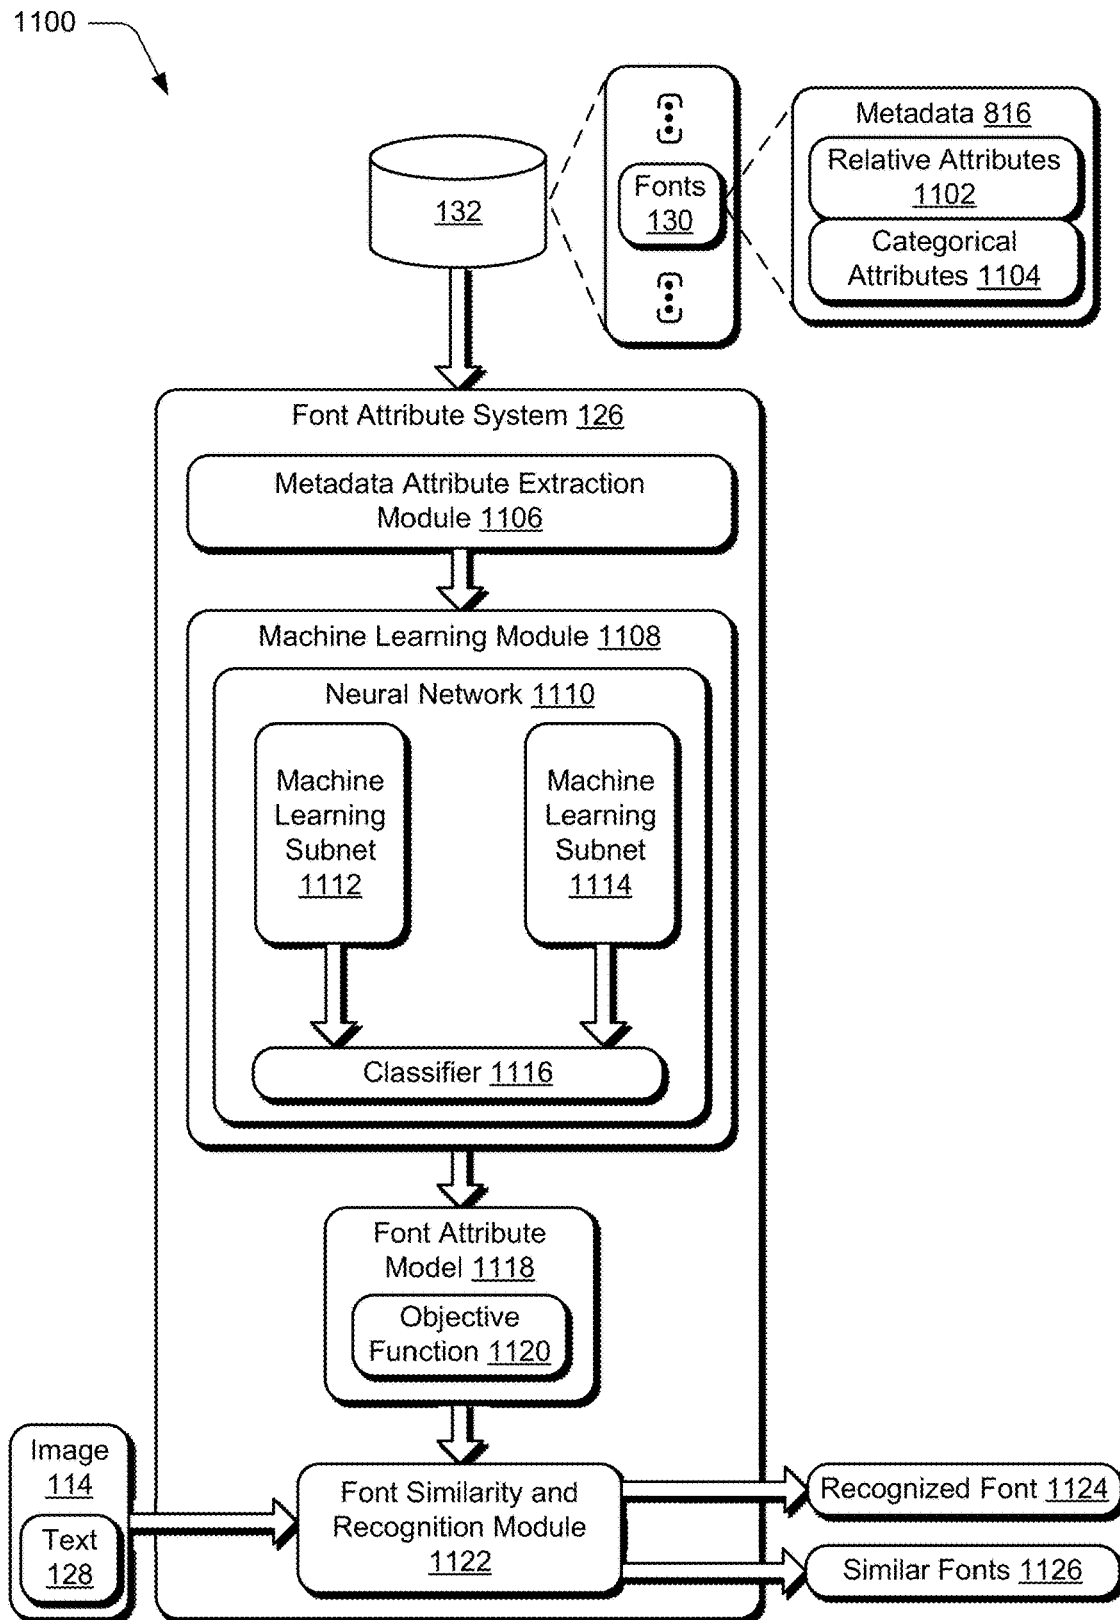 1100
132
Fonts
130
Metadata 816
Relative Attributes
1102
Categorical
Attributes 1104
Font Attribute System 126
Metadata Attribute Extraction
Module 1106
Machine Learning Module 1108
Neural Network 1110
Machine
Learning
Subnet
1112
Machine
Learning
Subnet
1114
Classifier 1116
Font Attribute
Model 1118
Objective
Function 1120
Image
114
Text
128
Font Similarity and
Recognition Module
1122
Recognized Font 1124
Similar Fonts 1126